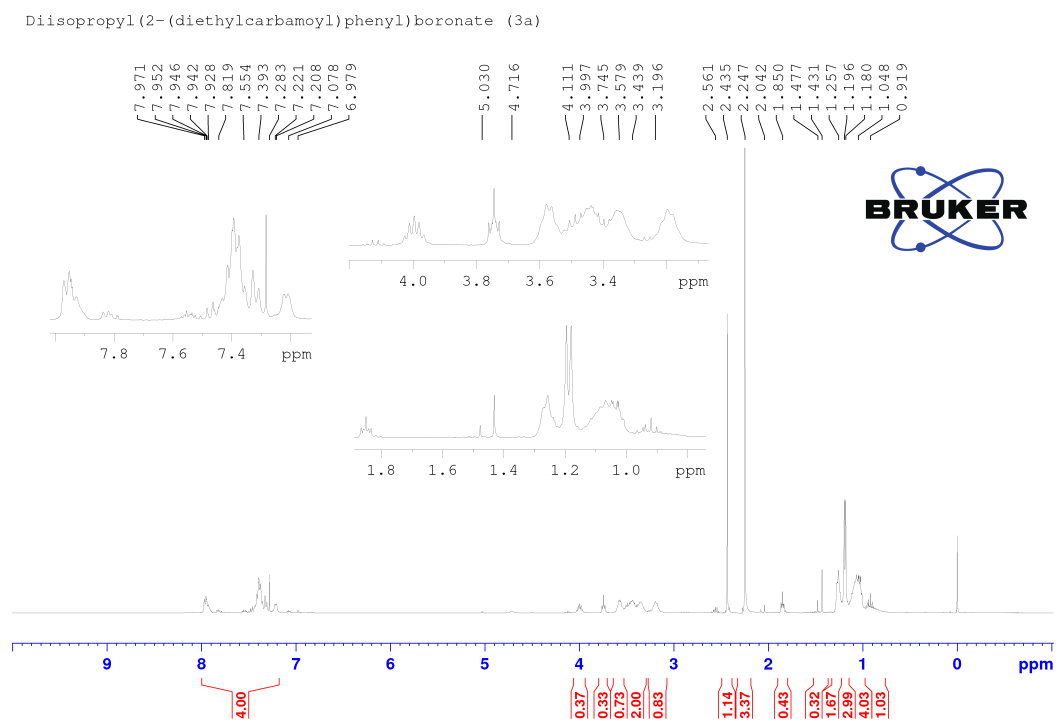 Diisopropyl(2-(diethylcarbamoyl)phenyl)boronate (3a)
7.971 7.952 7.946 7.942 7.928 7.819 7.554 7.393 7.283 7.221 7.208 7.078 6.979 5.030 4.716 4.111 3.997 3.745 3.579 3.439 3.196 2.561 2.435 2.247 2.042 1.850 1.477 1.431 1.257 1.196 1.180 1.048 0.919
BRUKER
4.0 3.8 3.6 3.4 ppm
7.8 7.6 7.4 ppm
1.8 1.6 1.4 1.2 1.0 ppm
9 8 7 6 5 4 3 2 1 0 ppm
4.00 0.37 0.33 0.73 2.00 0.83 1.14 3.37 0.43 0.32 1.67 2.99 4.03 1.03